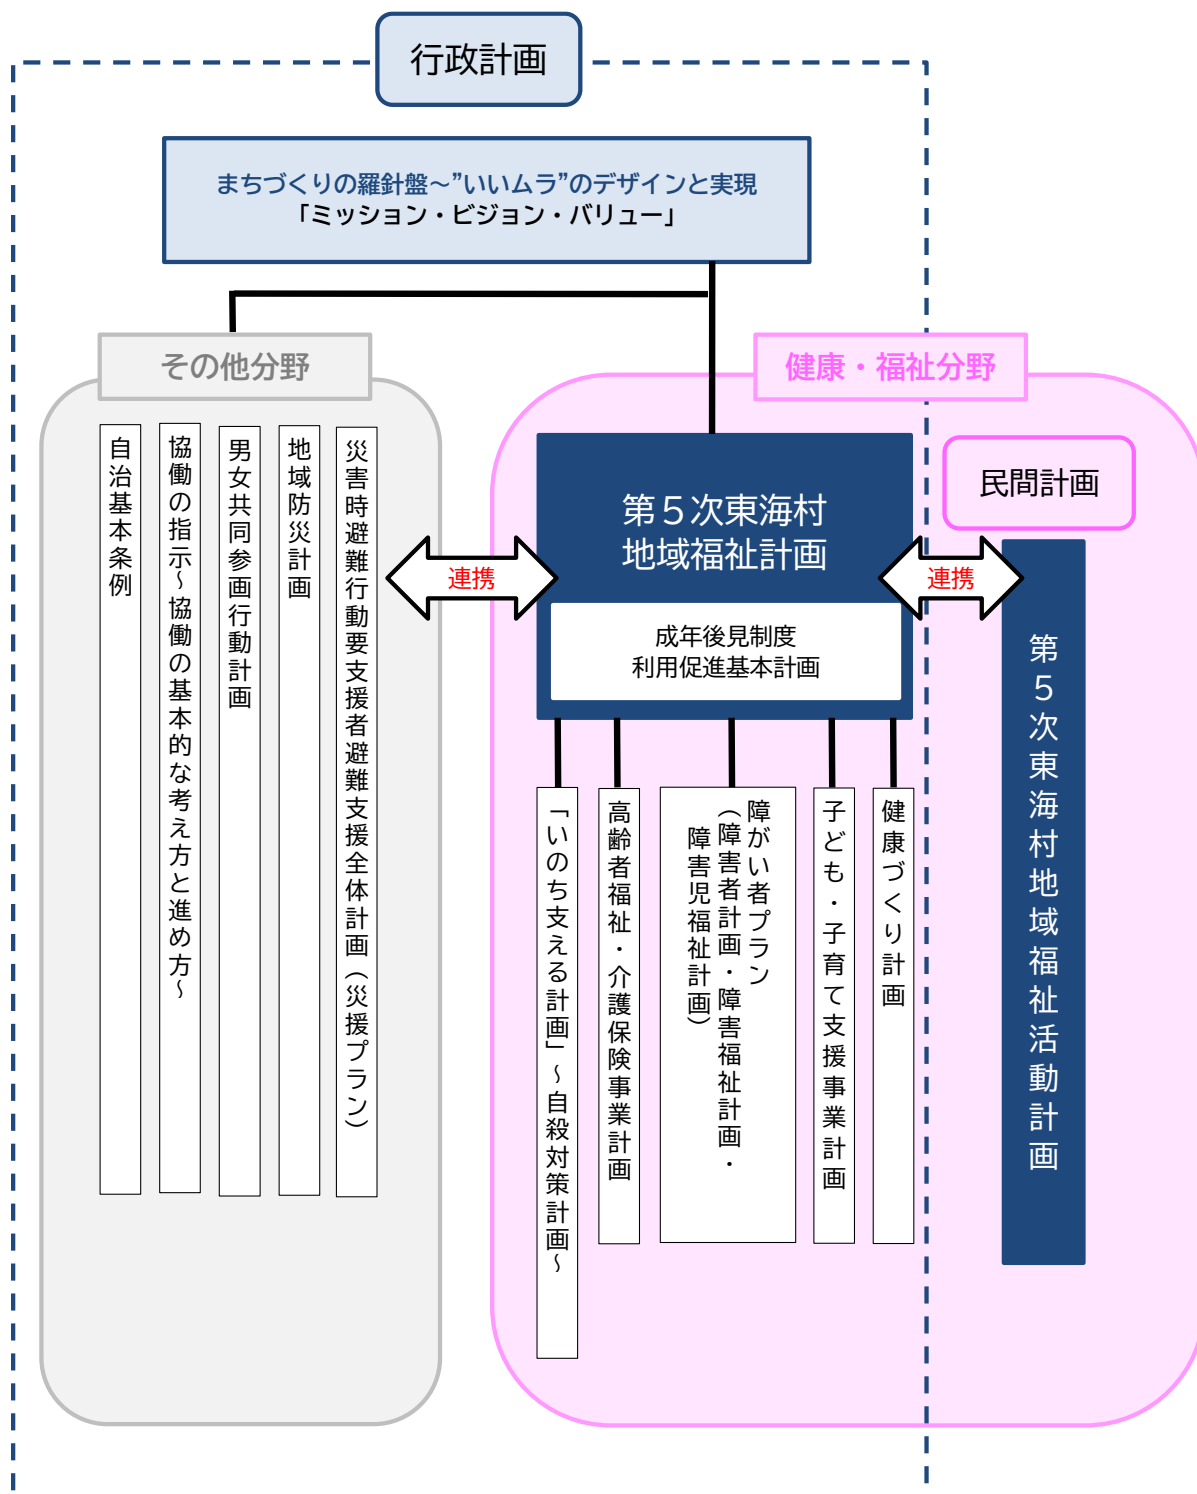 行政計画
まちづくりの羅針盤～”いいムラ”のデザインと実現
「ミッション・ビジョン・バリュー」
その他分野
自治基本条例
協働の指示～協働の基本的な考え方と進め方～
男女共同参画行動計画
地域防災計画
災害時避難行動要支援者避難支援全体計画（災援プラン）
連携
健康・福祉分野
第５次東海村
地域福祉計画
成年後見制度
利用促進基本計画
「いのち支える計画」～自殺対策計画～
高齢者福祉・介護保険事業計画
障がい者プラン
（障害者計画・障害福祉計画・
障害児福祉計画）
子ども・子育て支援事業計画
健康づくり計画
連携
民間計画
第５次東海村地域福祉活動計画